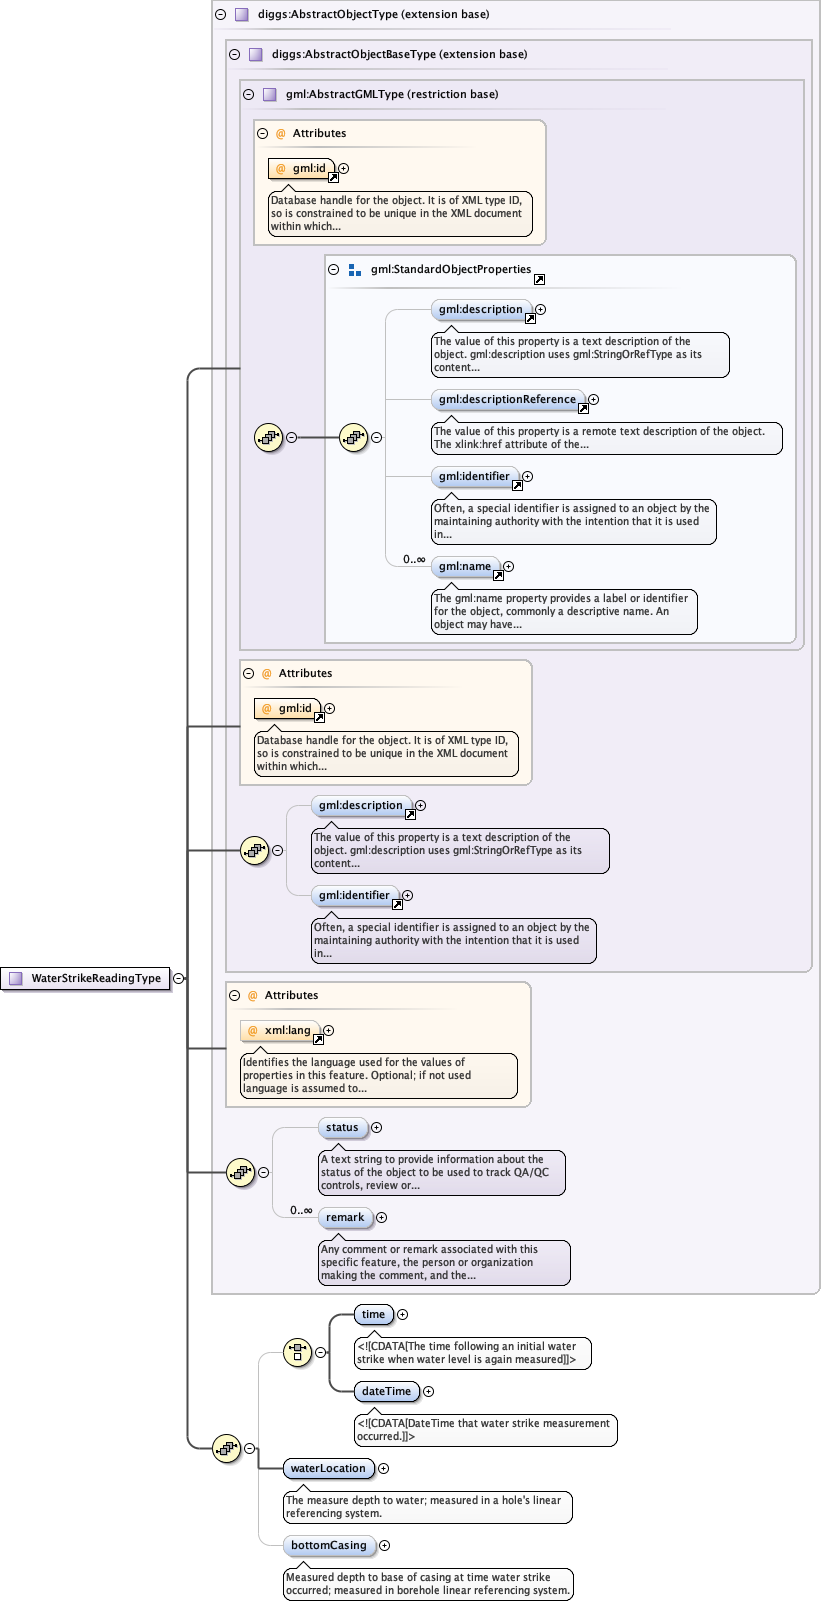 diggs:AbstractObjectType (extension base)
diggs:AbstractObjectBaseType (extension base)
gml:AbstractGMLType (restriction base)
@ Attributes
@ gml:id
Database handle for the object. It is of XML type ID,
so is constrained to be unique in the XML document
within which...
gml:StandardObjectProperties
gml:description
The value of this property is a text description of the
object. gml:description uses gml:StringOrRefType as its
content...
gml:descriptionReference
The value of this property is a remote text description of the object.
The xlink:href attribute of the...
gml:identifier
Often, a special identifier is assigned to an object by the
maintaining authority with the intention that it is used
in...
0..∞
gml:name
The gml:name property provides a label or identifier
for the object, commonly a descriptive name. An
object may have...
@ Attributes
@ gml:id
Database handle for the object. It is of XML type ID,
so is constrained to be unique in the XML document
within which...
gml:description
The value of this property is a text description of the
object. gml:description uses gml:StringOrRefType as its
content...
gml:identifier
Often, a special identifier is assigned to an object by the
maintaining authority with the intention that it is used
in...
WaterStrikeReadingType
@ Attributes
@ xml:lang
Identifies the language used for the values of
properties in this feature. Optional; if not used
language is assumed to...
status
A text string to provide information about the
status of the object to be used to track QA/QC
controls, review or...
0..∞
remark
Any comment or remark associated with this
specific feature, the person or organization
making the comment, and the...
time
<![CDATA[The time following an initial water
strike when water level is again measured]]>
dateTime
<![CDATA[DateTime that water strike measurement
occurred.]]>
waterLocation
The measure depth to water; measured in a hole's linear
referencing system.
bottomCasing
Measured depth to base of casing at time water strike
occurred; measured in borehole linear referencing system.